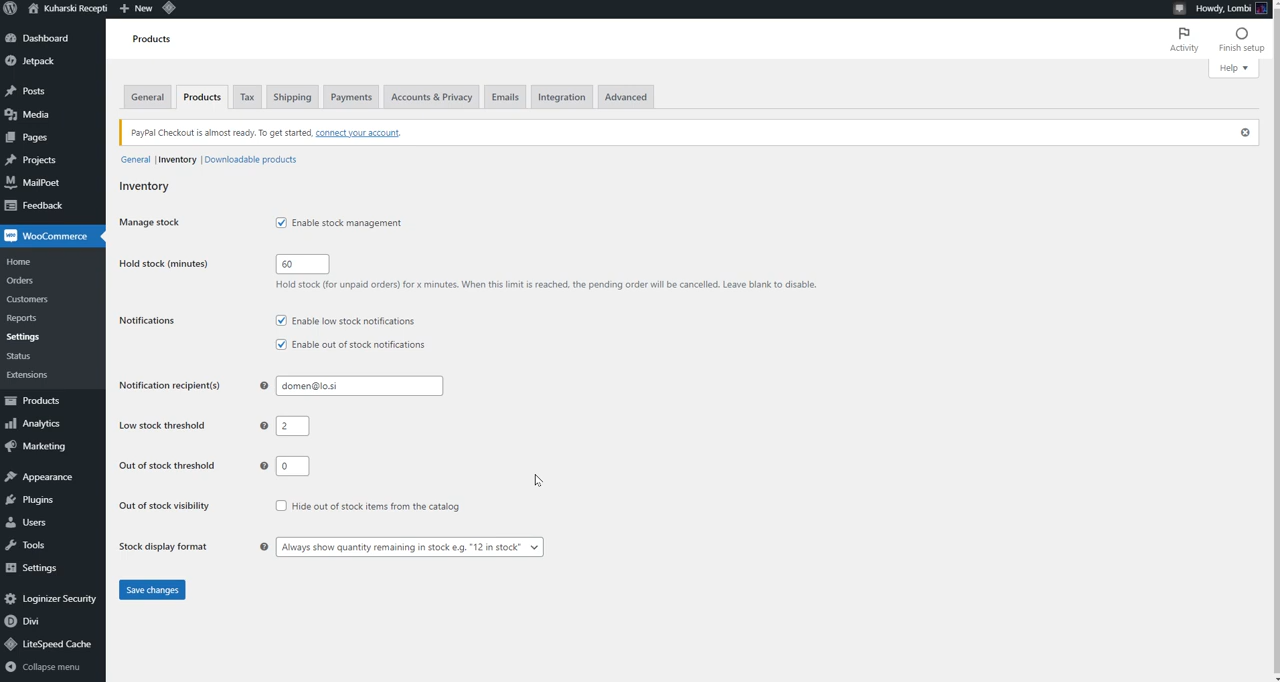 Kuharski Recepti
New
Howdy, Lombi
Dashboard
Jetpack
Posts
Media
Pages
Projects
MailPoet
Feedback
WooCommerce
Home
Orders
Customers
Reports
Settings
Status
Extensions
Products
Analytics
Marketing
Appearance
Plugins
Users
Tools
Settings
Loginizer Security
Divi
LiteSpeed Cache
Collapse menu
Products
Activity
Finish setup
Help
General Products Tax Shipping Payments Accounts & Privacy Emails Integration Advanced
PayPal Checkout is almost ready. To get started, connect your account.
General | Inventory | Downloadable products
Inventory
Manage stock Enable stock management
Hold stock (minutes) 60
Hold stock (for unpaid orders) for x minutes. When this limit is reached, the pending order will be cancelled. Leave blank to disable.
Notifications Enable low stock notifications
Enable out of stock notifications
Notification recipient(s) domen@lo.si
Low stock threshold 2
Out of stock threshold 0
Out of stock visibility Hide out of stock items from the catalog
Stock display format Always show quantity remaining in stock e.g. "12 in stock"
Save changes